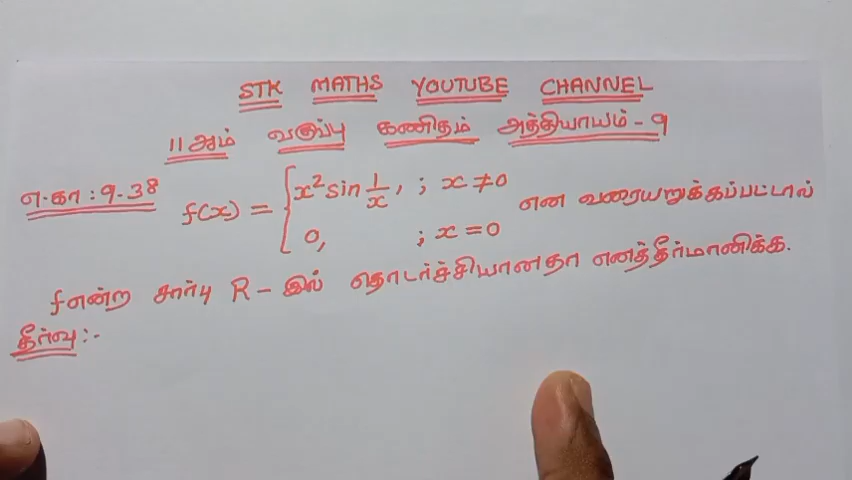 STK MATHS YOUTUBE CHANNEL
11 ஆம் வகுப்பு கணிதம் அத்தியாயம் - 9
எ.கா : 9.38 f(x) = { x² sin 1/x, ; x ≠ 0 என வரையறுக்கப்பட்டால்
0, ; x = 0
f என்ற சார்பு R - இல் தொடர்ச்சியானதா எனத்தீர்மானிக்க.
தீர்வு :-